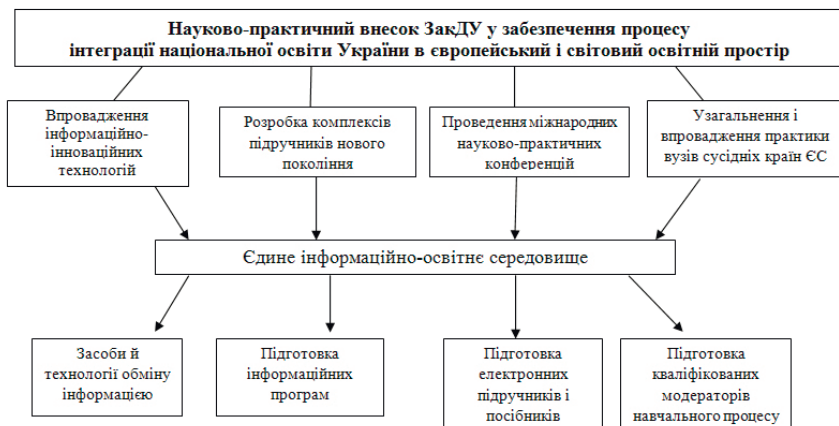 Науково-практичний внесок ЗакДУ у забезпечення процесу
інтеграції національної освіти України в європейський і світовий освітній простір
Впровадження
інформаційно-
інноваційних
технологій
Розробка комплексів
підручників нового
покоління
Проведення міжнародних
науково-практичних
конференцій
Узагальнення і
впровадження практики
вузів сусідніх країн ЄС
Єдине інформаційно-освітнє середовище
Засоби й
технології обміну
інформацією
Підготовка
інформаційних
програм
Підготовка
електронних
підручників і
посібників
Підготовка
кваліфікованих
модераторів
навчального процесу